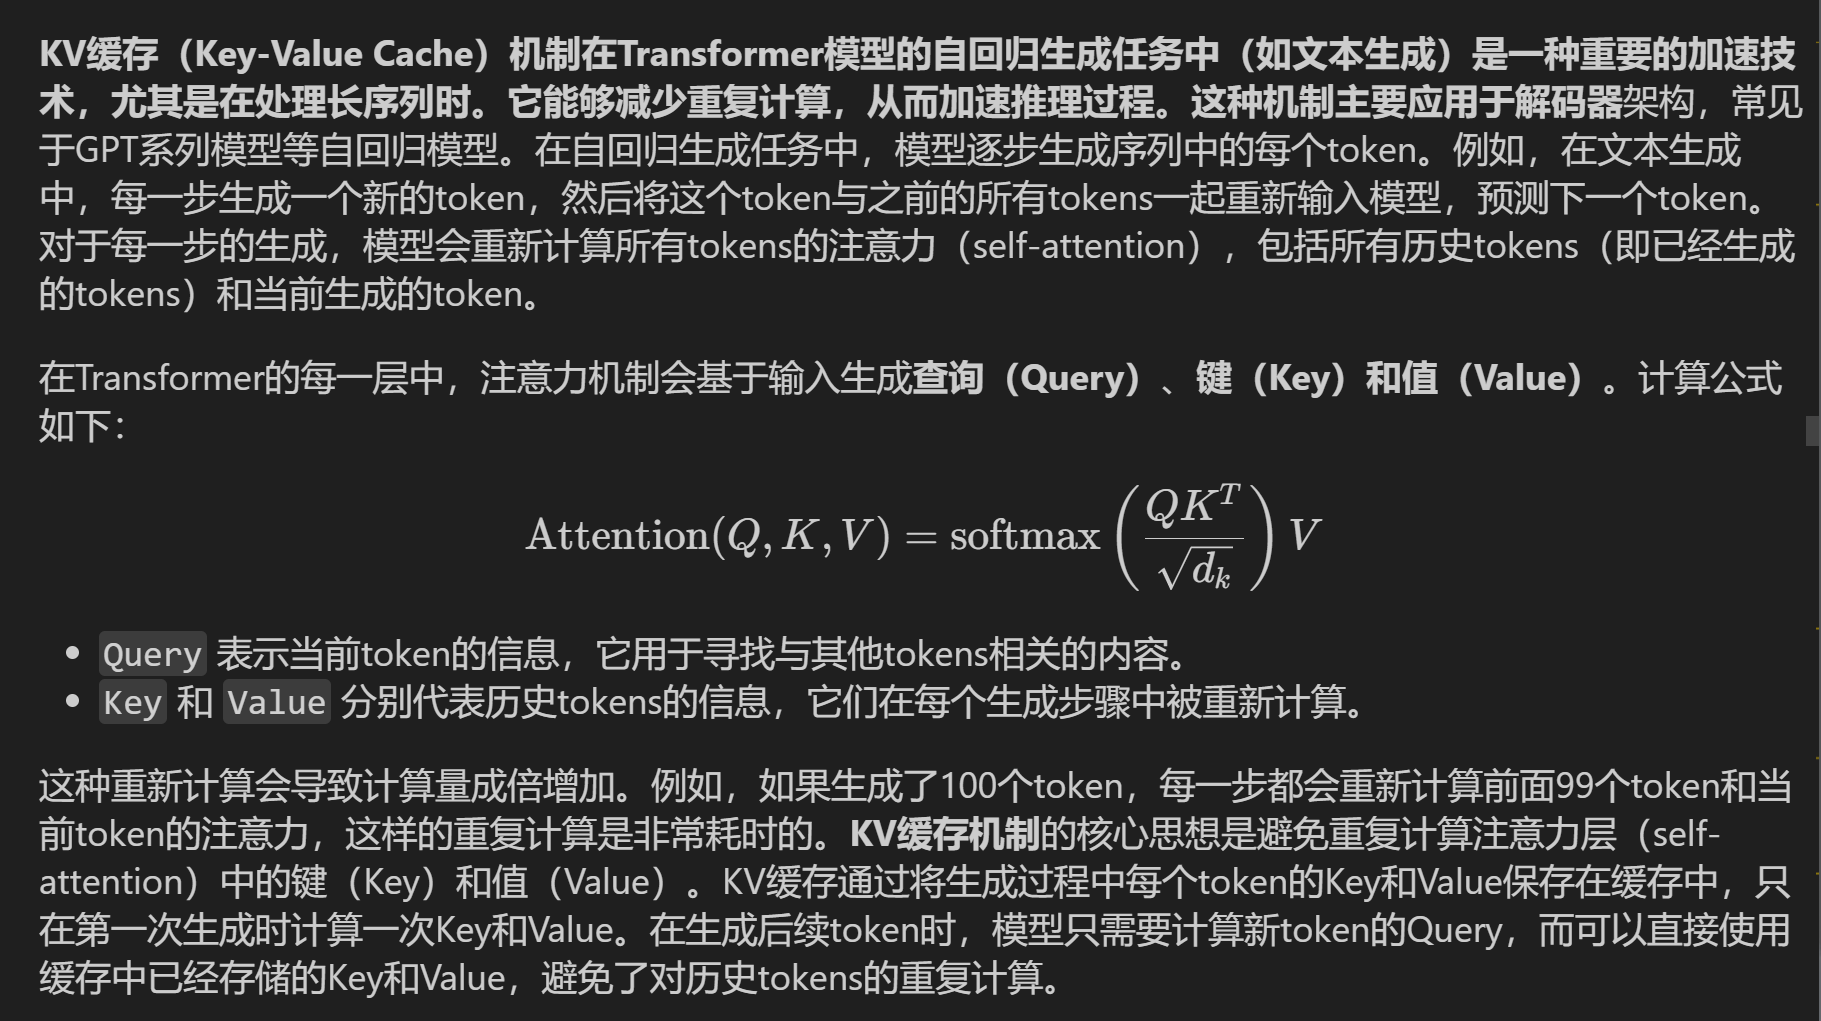 KV缓存（Key-Value Cache）机制在Transformer模型的自回归生成任务中（如文本生成）是一种重要的加速技
术，尤其是在处理长序列时。它能够减少重复计算，从而加速推理过程。这种机制主要应用于解码器架构，常见
于GPT系列模型等自回归模型。在自回归生成任务中，模型逐步生成序列中的每个token。例如，在文本生成
中，每一步生成一个新的token，然后将这个token与之前的所有tokens一起重新输入模型，预测下一个token。
对于每一步的生成，模型会重新计算所有tokens的注意力（self-attention），包括所有历史tokens（即已经生成
的tokens）和当前生成的token。
在Transformer的每一层中，注意力机制会基于输入生成查询（Query）、键（Key）和值（Value）。计算公式
如下：
Attention(Q, K, V) = softmax(QK^T / √d_k) V
• Query 表示当前token的信息，它用于寻找与其他tokens相关的内容。
• Key 和 Value 分别代表历史tokens的信息，它们在每个生成步骤中被重新计算。
这种重新计算会导致计算量成倍增加。例如，如果生成了100个token，每一步都会重新计算前面99个token和当
前token的注意力，这样的重复计算是非常耗时的。KV缓存机制的核心思想是避免重复计算注意力层（self-
attention）中的键（Key）和值（Value）。KV缓存通过将生成过程中每个token的Key和Value保存在缓存中，只
在第一次生成时计算一次Key和Value。在生成后续token时，模型只需要计算新token的Query，而可以直接使用
缓存中已经存储的Key和Value，避免了对历史tokens的重复计算。